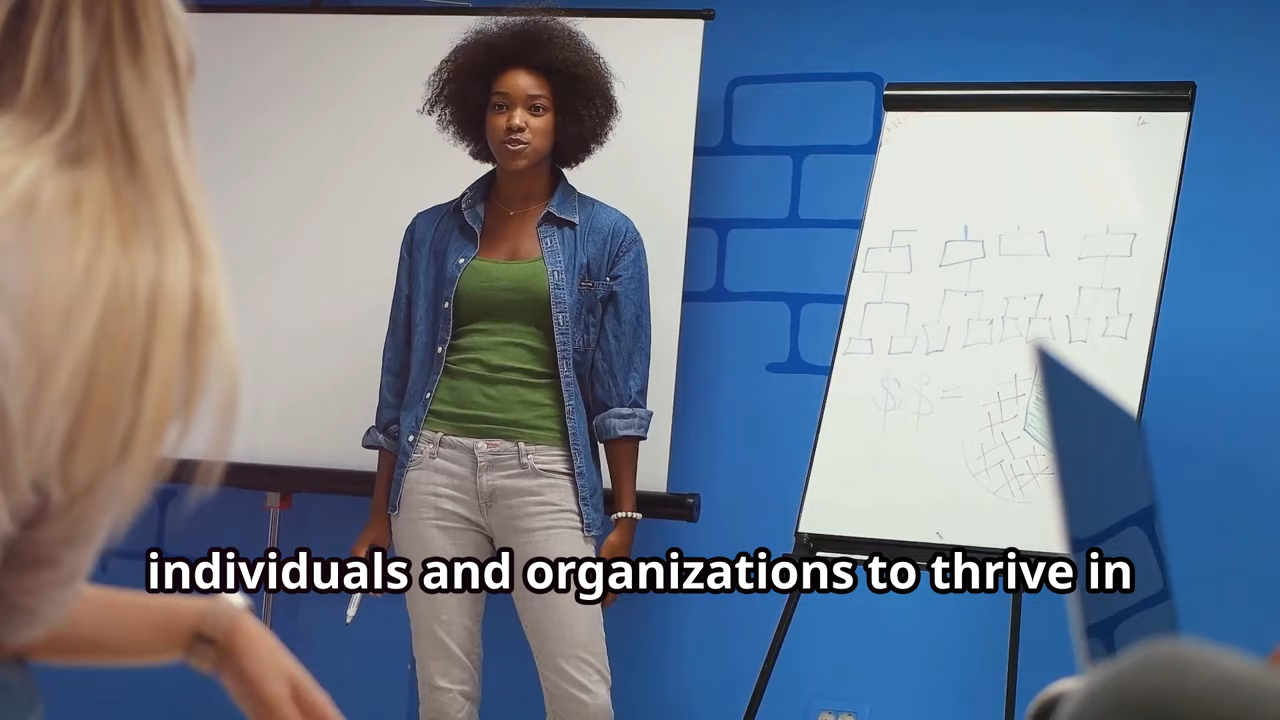 $ $ =
individuals and organizations to thrive in